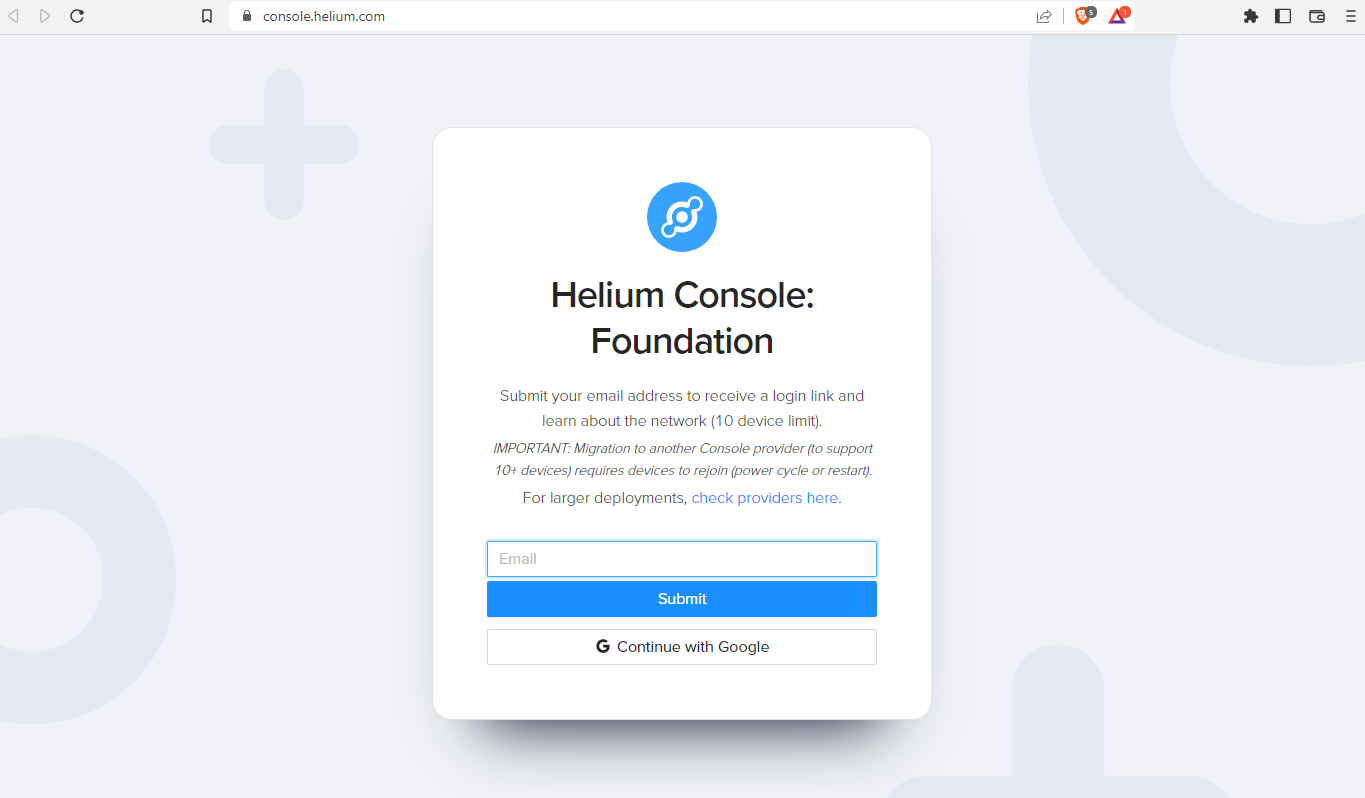 console.helium.com
5
1
Helium Console:
Foundation
Submit your email address to receive a login link and
learn about the network (10 device limit).
IMPORTANT: Migration to another Console provider (to support
10+ devices) requires devices to rejoin (power cycle or restart).
For larger deployments, check providers here.
Email
Submit
G Continue with Google